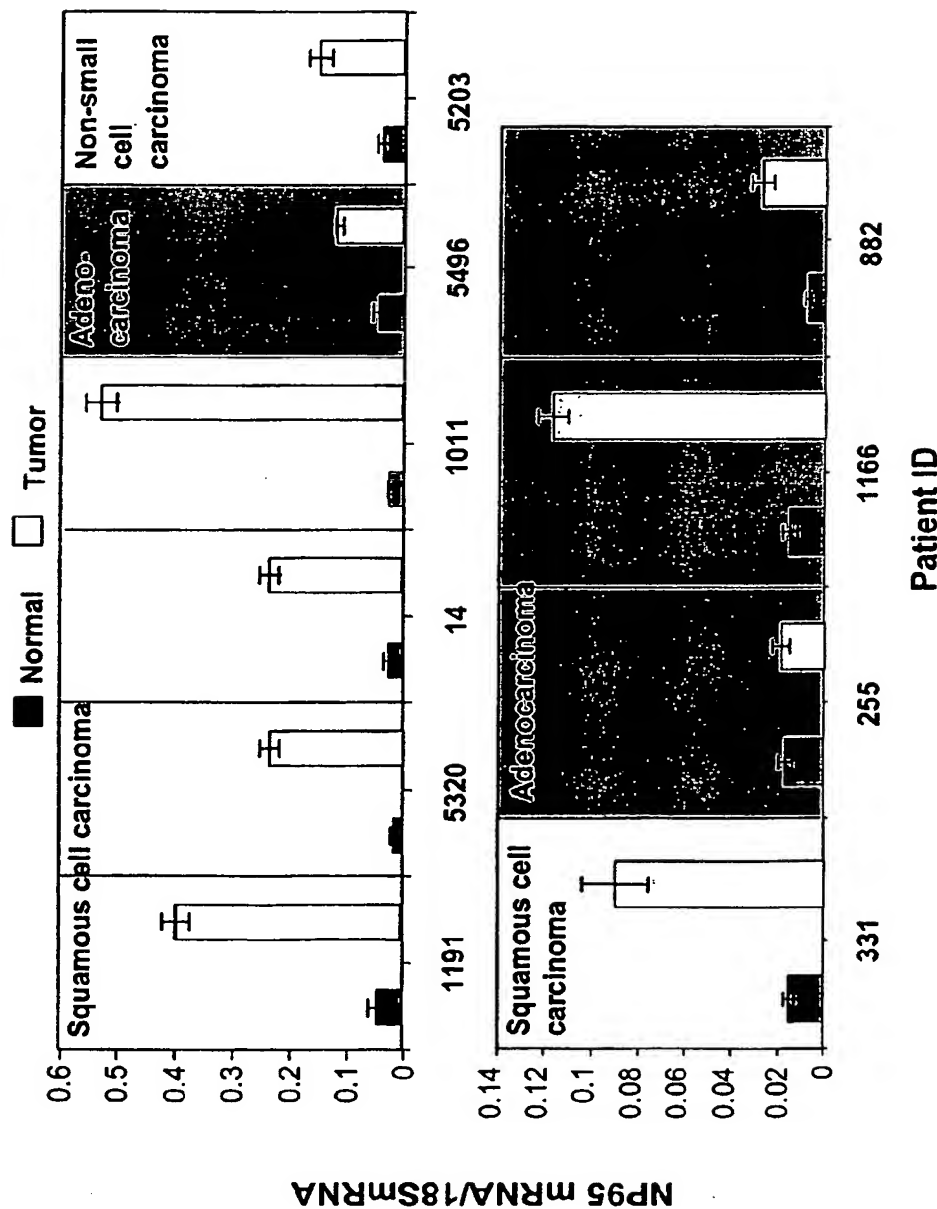 Normal Tumor
Squamous cell carcinoma
Adeno-
carcinoma
Non-small
cell
carcinoma
0.6
0.5
0.4
0.3
0.2
0.1
0
1191 5320 14 1011 5496 5203
Squamous cell
carcinoma
Adenocarcinoma
0.14
0.12
0.1
0.08
0.06
0.04
0.02
0
331 255 1166 882
Patient ID
NP95 mRNA/18SmRNA